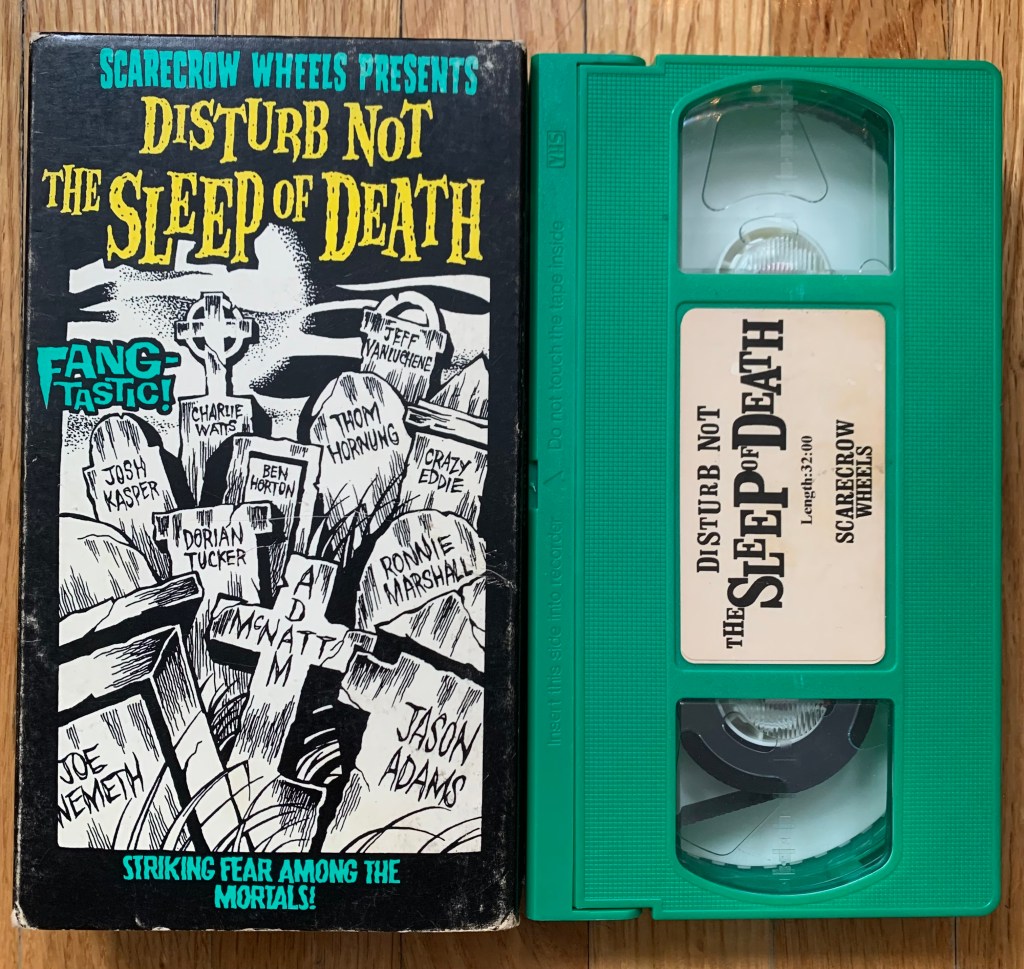 SCARECROW WHEELS PRESENTS
DISTURB NOT
THE SLEEP OF DEATH
FANG-
TASTIC!
JEFF
VANLUCHENE
CHARLIE
WATTS
THOM
HORNUNG
JOSH
KASPER
BEN
HORTON
CRAZY
EDDIE
DORIAN
TUCKER
RONNIE
MARSHALL
ADAM
MCNATT
JOE
NEMETH
JASON
ADAMS
STRIKING FEAR AMONG THE
MORTALS!
VHS
Do not touch the tape inside
Insert this side into recorder
DISTURB NOT
THE SLEEP OF DEATH
Length:32:00
SCARECROW
WHEELS